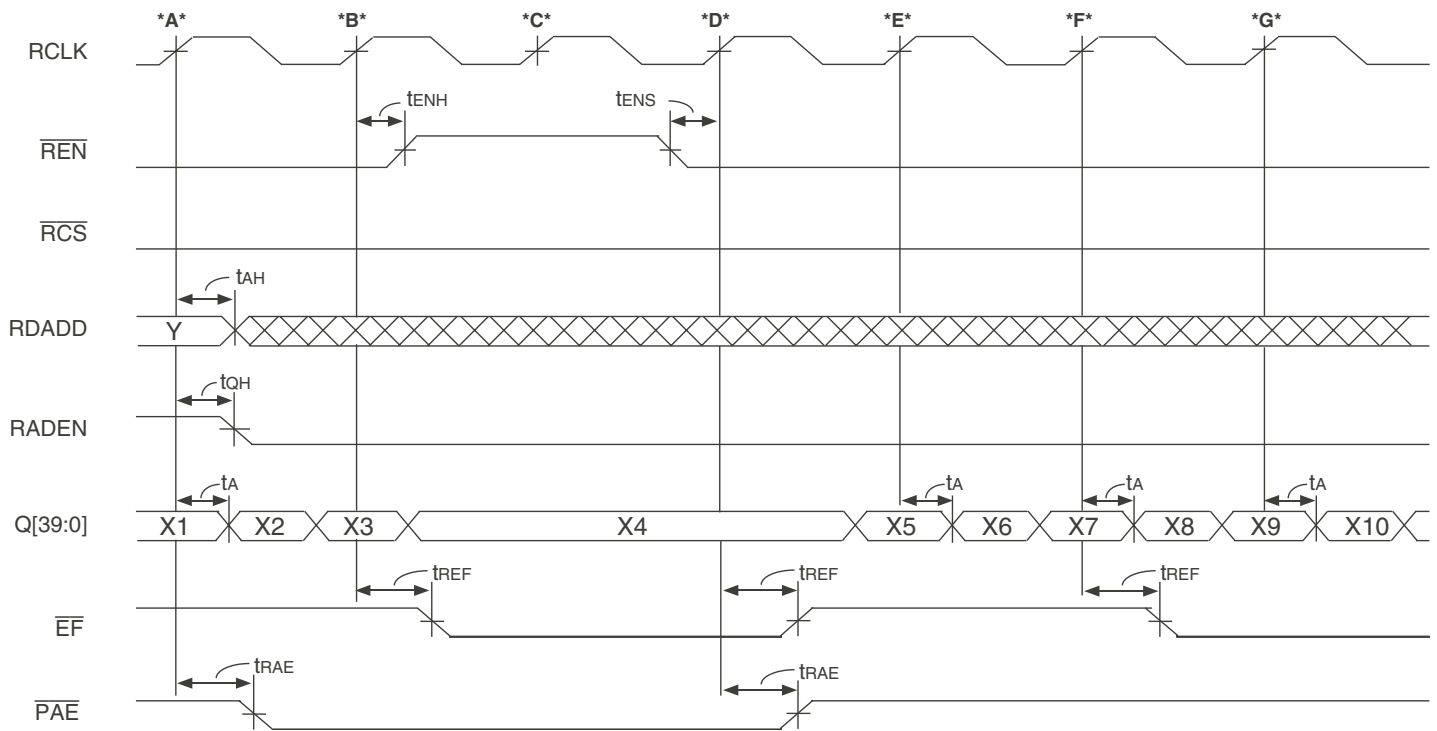 *A* *B* *C* *D* *E* *F* *G*
RCLK
tENH tENS
REN
RCS
tAH
RDADD Y
tQH
RADEN
tA tA tA tA
Q[39:0] X1 X2 X3 X4 X5 X6 X7 X8 X9 X10
tREF tREF tREF
EF
tRAE tRAE
PAE